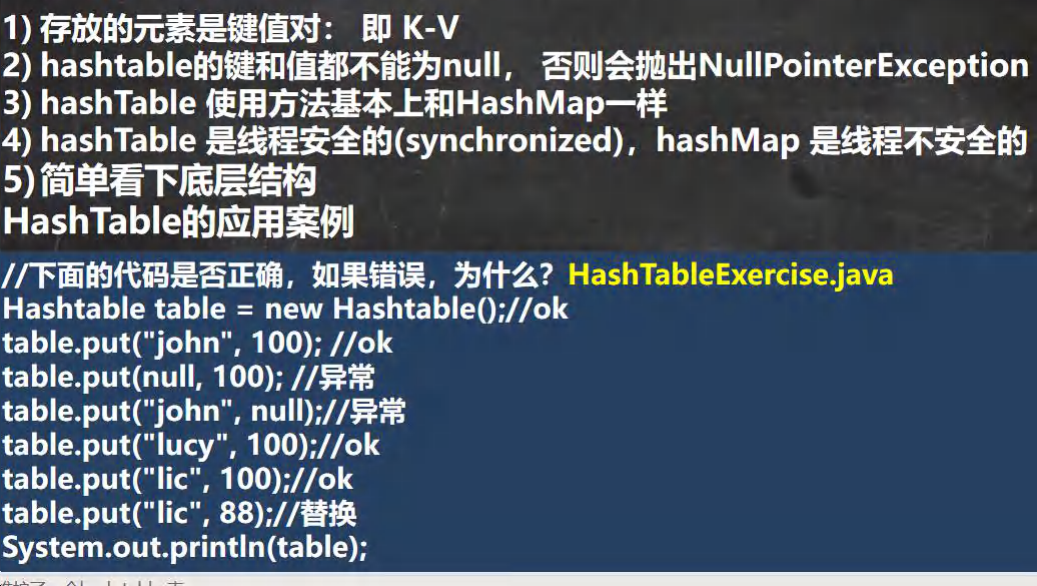 1) 存放的元素是键值对： 即 K-V
2) hashtable的键和值都不能为null， 否则会抛出NullPointerException
3) hashTable 使用方法基本上和HashMap一样
4) hashTable 是线程安全的(synchronized)，hashMap 是线程不安全的
5) 简单看下底层结构
HashTable的应用案例
//下面的代码是否正确，如果错误，为什么？HashTableExercise.java
Hashtable table = new Hashtable();//ok
table.put("john", 100); //ok
table.put(null, 100); //异常
table.put("john", null);//异常
table.put("lucy", 100);//ok
table.put("lic", 100);//ok
table.put("lic", 88);//替换
System.out.println(table);